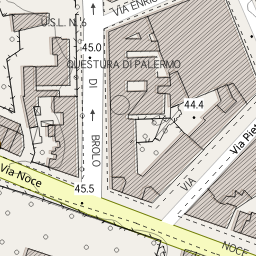 VIA ENRI
U.S.L. N. 6
45.0
QUESTURA DI PALERMO
DI
44.4
BROLO
Via Pie
Via Noce
VIA
45.5
NOCE